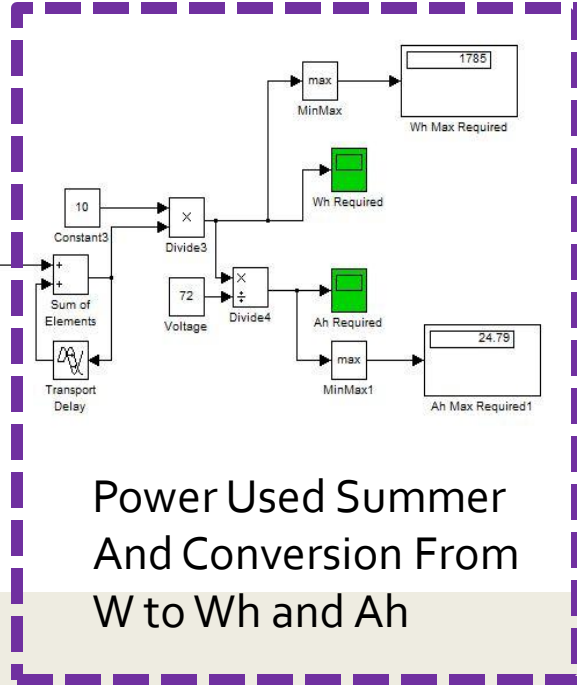 1785
max
MinMax
Wh Max Required
Wh Required
10
Constant3
×
Divide3
+
+
Sum of
Elements
72
Voltage
×
÷
Divide4
Ah Required
24.79
max
MinMax1
Ah Max Required1
Transport
Delay
Power Used Summer
And Conversion From
W to Wh and Ah